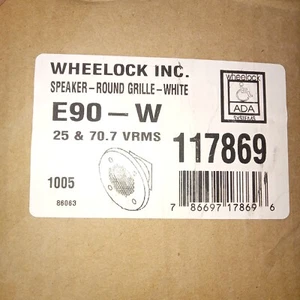 WHEELOCK INC.
SPEAKER-ROUND GRILLE-WHITE
E90-W
25 & 70.7 VRMS
wheelock
ADA
117869
1005
86063
7 86697 17869 6